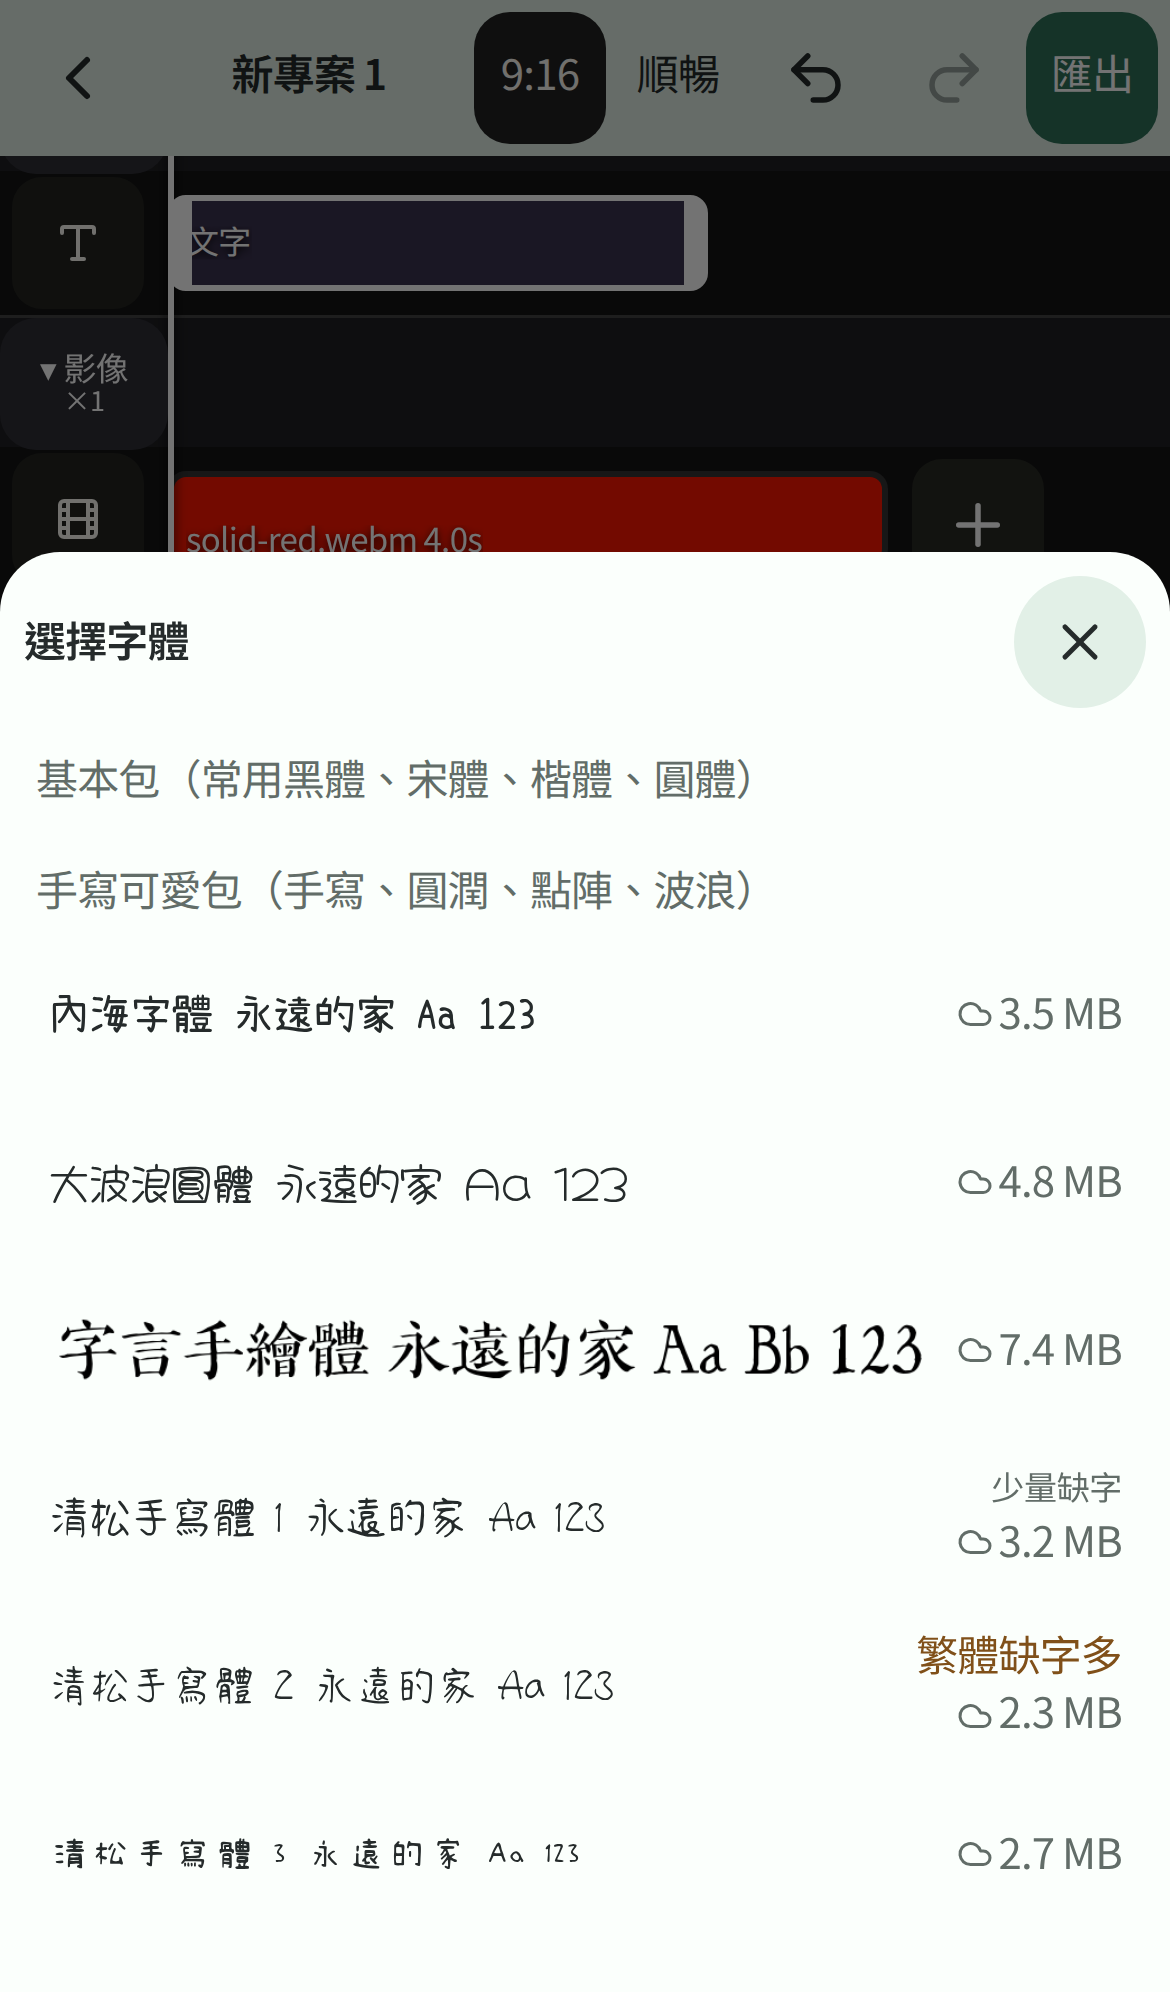 新專案 1
9:16
順暢
匯出
文字
▾ 影像
×1
solid-red.webm 4.0s
選擇字體
基本包（常用黑體、宋體、楷體、圓體）
手寫可愛包（手寫、圓潤、點陣、波浪）
內海字體 永遠的家 Aa 123
3.5 MB
大波浪圓體 永遠的家 Aa 123
4.8 MB
字言手繪體 永遠的家 Aa Bb 123
7.4 MB
清松手寫體 1 永遠的家 Aa 123
少量缺字
3.2 MB
清松手寫體 2 永遠的家 Aa 123
繁體缺字多
2.3 MB
清松手寫體 3 永遠的家 Aa 123
2.7 MB